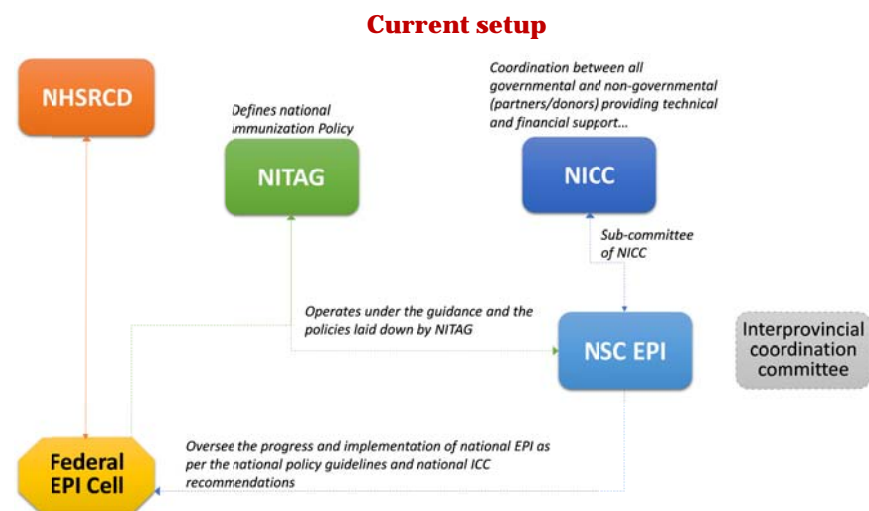 Current setup
NHSRCD
Defines national
immunization Policy
NITAG
Coordination between all
governmental and non-governmental
(partners/donors) providing technical
and financial support...
NICC
Sub-committee
of NICC
Operates under the guidance and the
policies laid down by NITAG
NSC EPI
Interprovincial
coordination
committee
Federal
EPI Cell
Oversee the progress and implementation of national EPI as
per the national policy guidelines and national ICC
recommendations